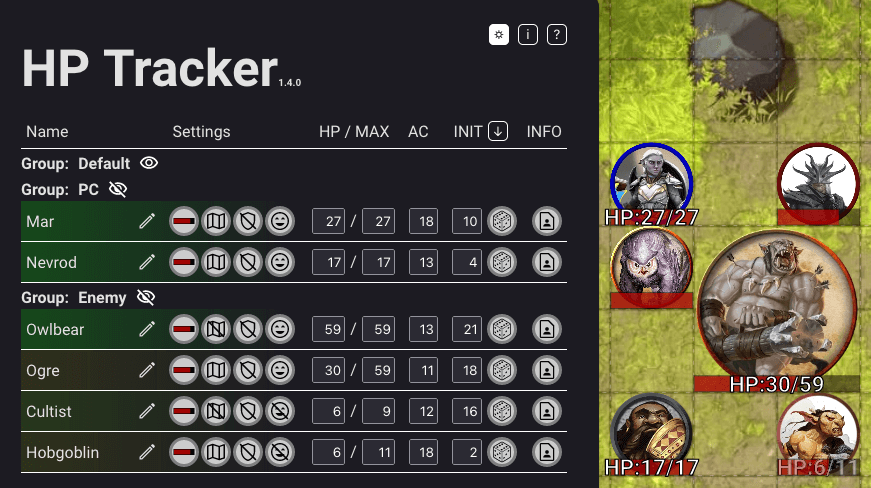 HP Tracker 1.4.0
Name Settings HP / MAX AC INIT INFO
Group: Default
Group: PC
Mar 27 / 27 18 10
Nevrod 17 / 17 13 4
Group: Enemy
Owlbear 59 / 59 13 21
Ogre 30 / 59 11 18
Cultist 6 / 9 12 16
Hobgoblin 6 / 11 18 2
i ?
HP:27/27
HP:30/59
HP:17/17
HP:6/11